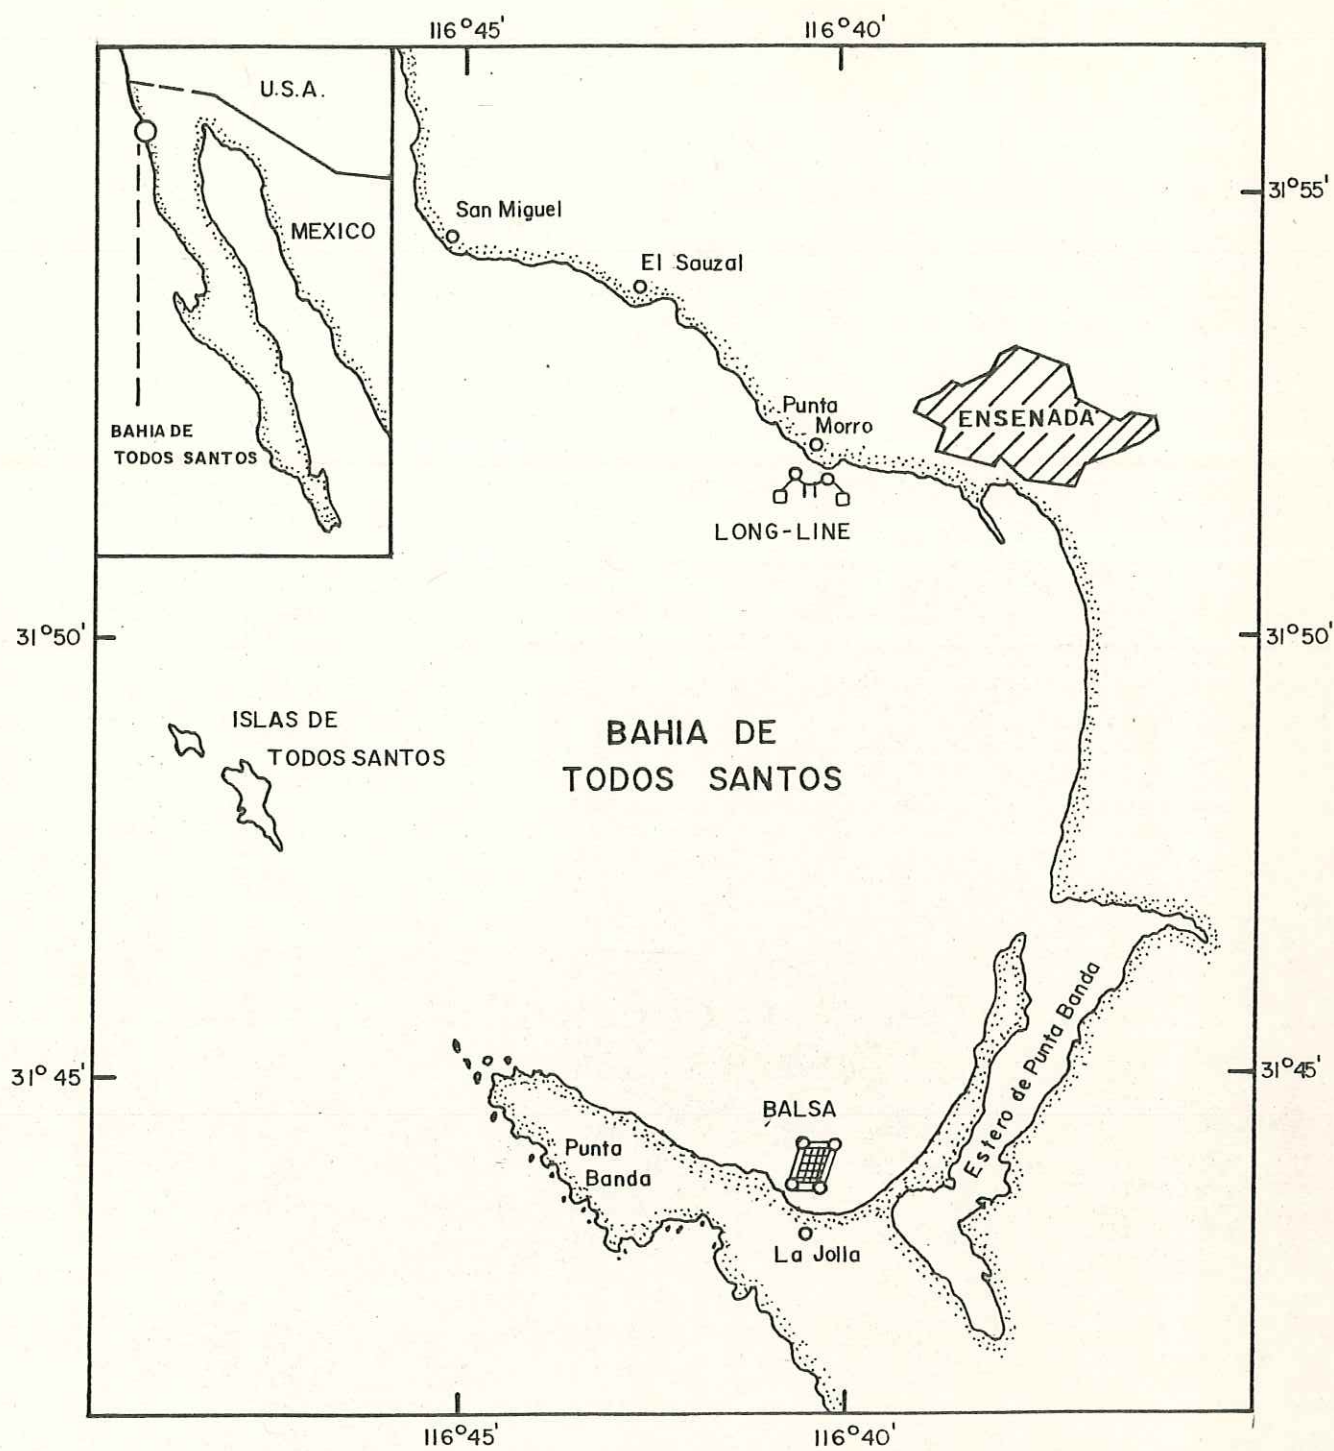 116°45'
116°40'
U.S.A.
MEXICO
BAHIA DE
TODOS SANTOS
31°55'
San Miguel
El Sauzal
Punta
Morro
ENSENADA
LONG-LINE
31°50'
31°50'
ISLAS DE
TODOS SANTOS
BAHIA DE
TODOS SANTOS
Estero de Punta Banda
31°45'
31°45'
BALSA
Punta
Banda
La Jolla
116°45'
116°40'